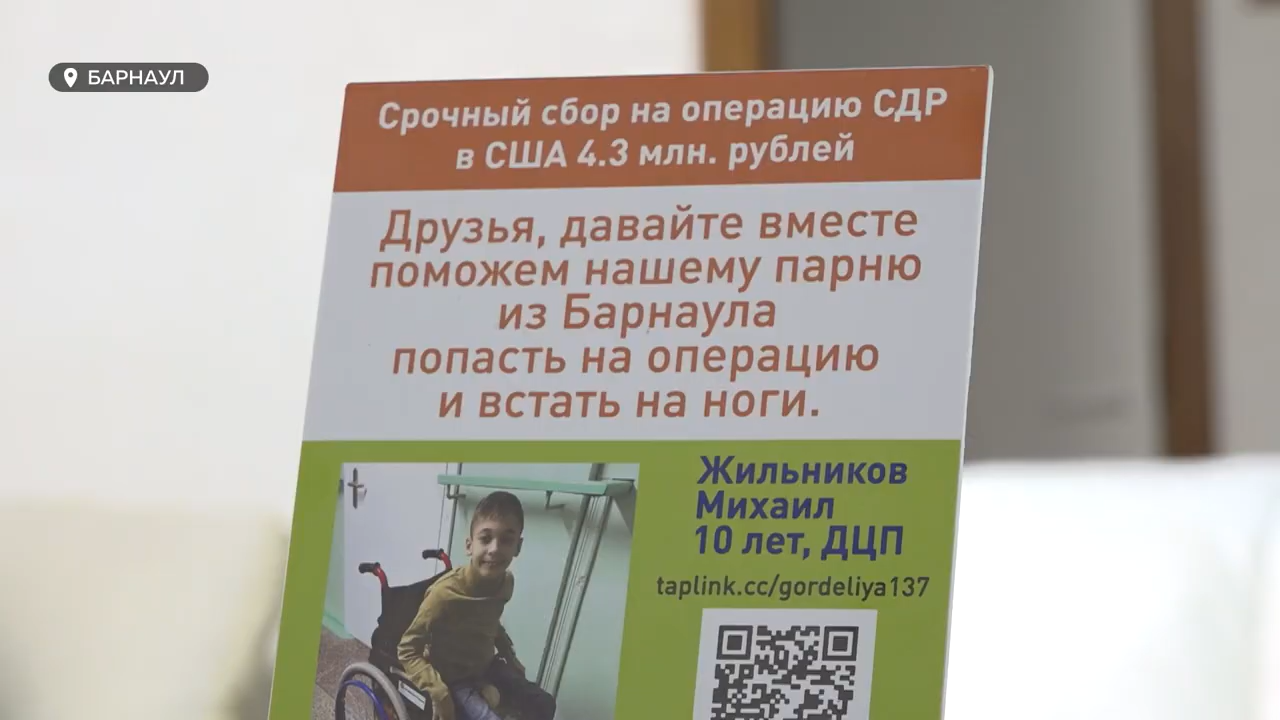 БАРНАУЛ
Срочный сбор на операцию СДР
в США 4.3 млн. рублей
Друзья, давайте вместе
поможем нашему парню
из Барнаула
попасть на операцию
и встать на ноги.
Жильников
Михаил
10 лет, ДЦП
taplink.cc/gordeliya137